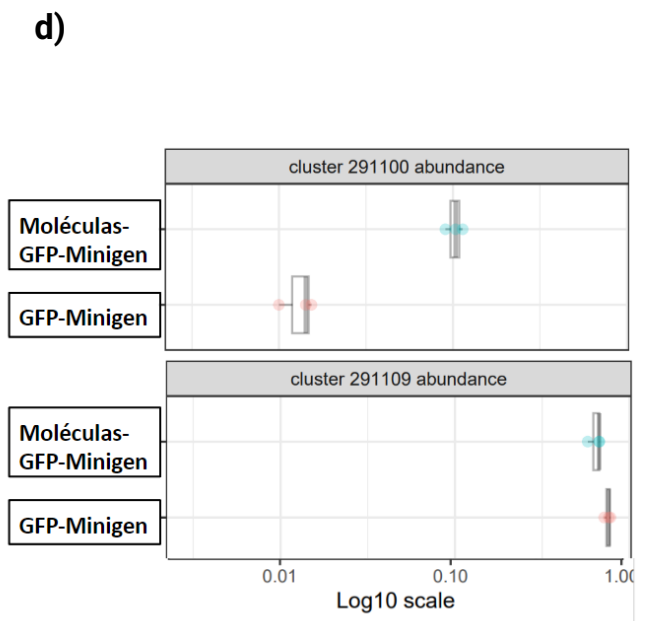 d)
cluster 291100 abundance
Moléculas-
GFP-Minigen
GFP-Minigen
cluster 291109 abundance
Moléculas-
GFP-Minigen
GFP-Minigen
0.01 0.10 1.00
Log10 scale